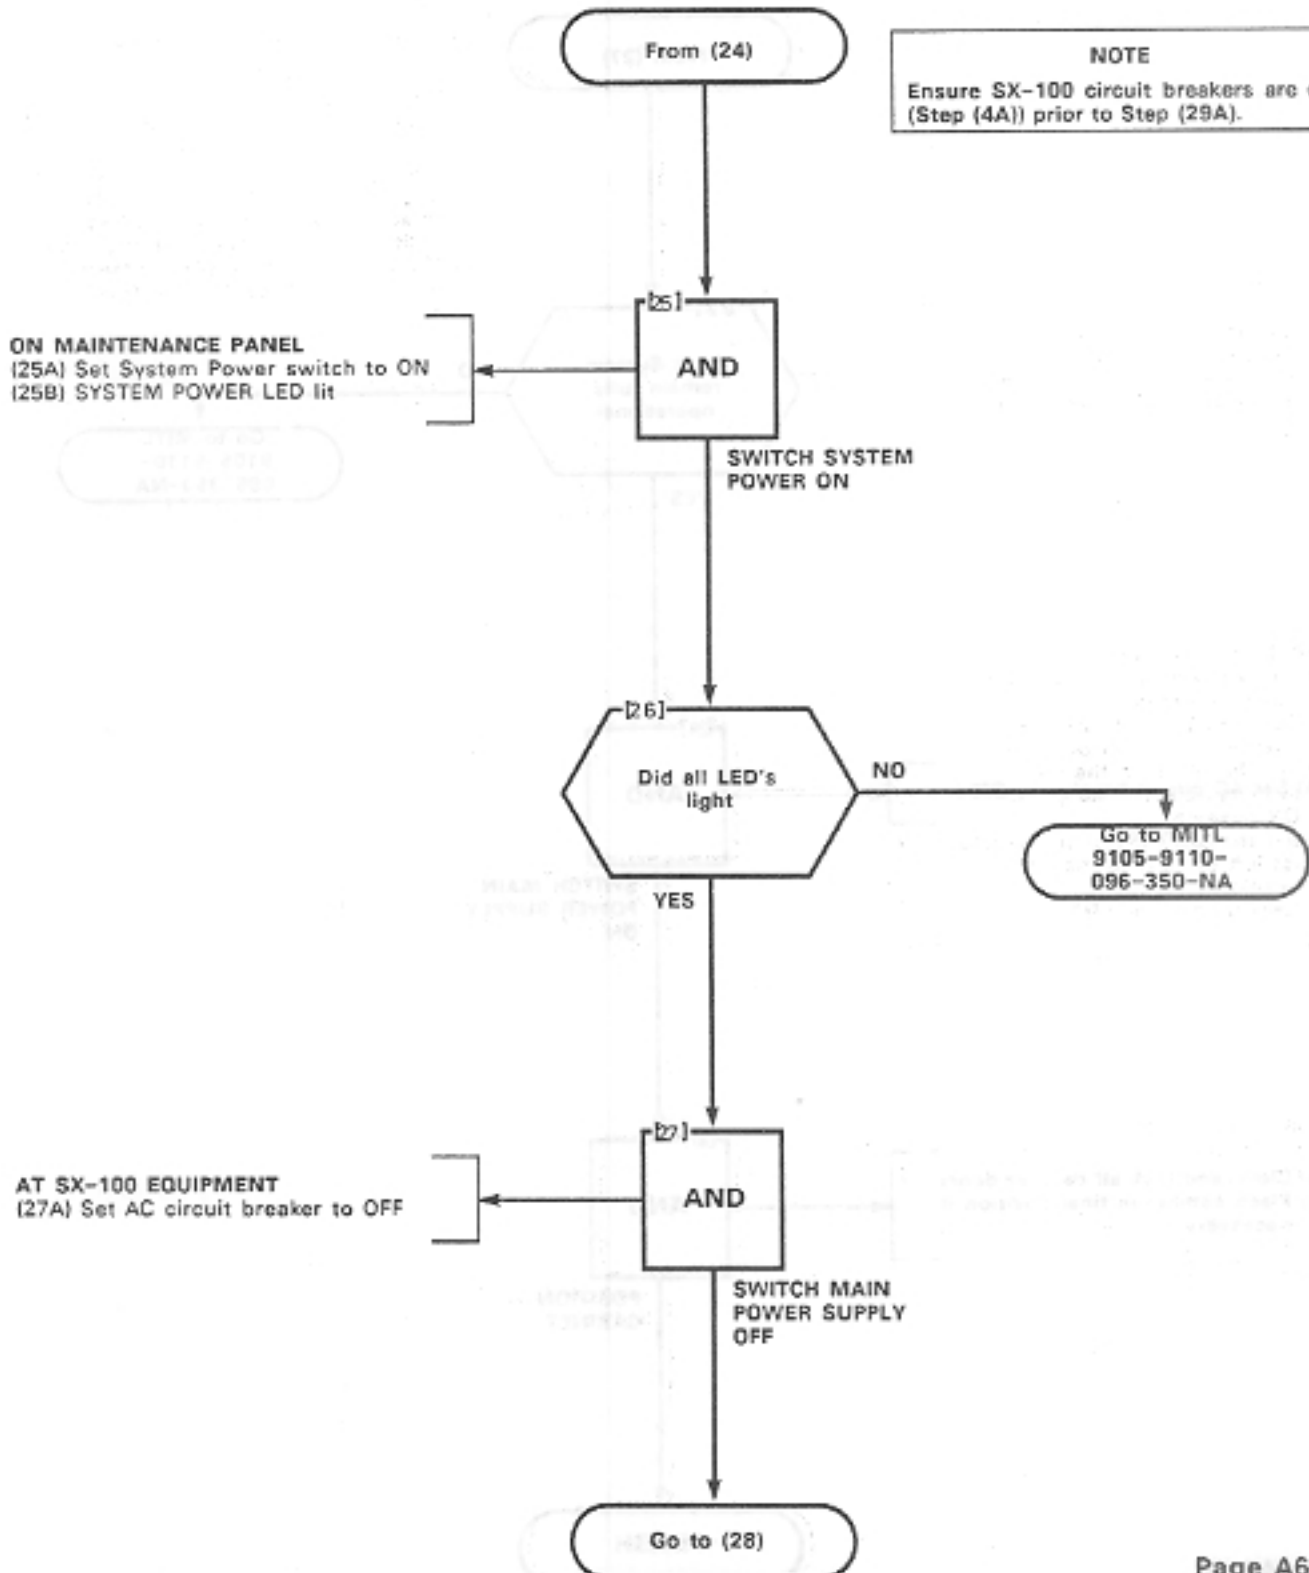 From (24)
NOTE
Ensure SX-100 circuit breakers are
(Step (4A)) prior to Step (29A).
[25]
AND
ON MAINTENANCE PANEL
(25A) Set System Power switch to ON
(25B) SYSTEM POWER LED lit
SWITCH SYSTEM
POWER ON
[26]
Did all LED's
light
NO
Go to MITL
9105-9110-
096-350-NA
YES
[27]
AND
AT SX-100 EQUIPMENT
(27A) Set AC circuit breaker to OFF
SWITCH MAIN
POWER SUPPLY
OFF
Go to (28)
Page A6